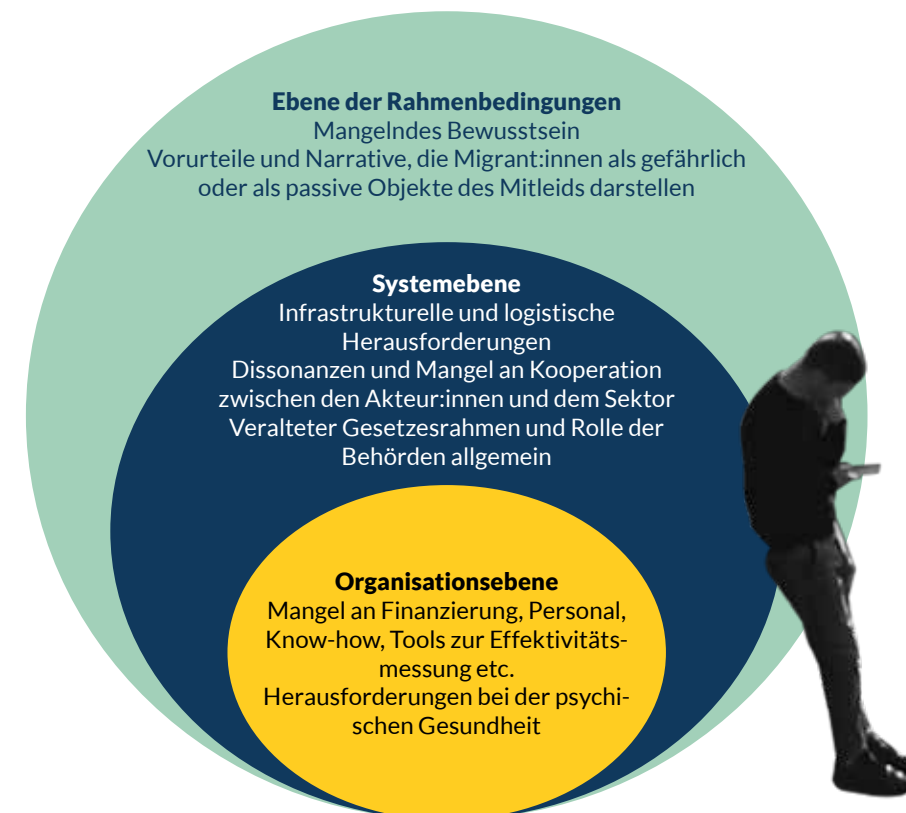 Ebene der Rahmenbedingungen
Mangelndes Bewusstsein
Vorurteile und Narrative, die Migrant:innen als gefährlich
oder als passive Objekte des Mitleids darstellen
Systemebene
Infrastrukturelle und logistische
Herausforderungen
Dissonanzen und Mangel an Kooperation
zwischen den Akteur:innen und dem Sektor
Veralteter Gesetzesrahmen und Rolle der
Behörden allgemein
Organisationsebene
Mangel an Finanzierung, Personal,
Know-how, Tools zur Effektivitäts-
messung etc.
Herausforderungen bei der psychi-
schen Gesundheit